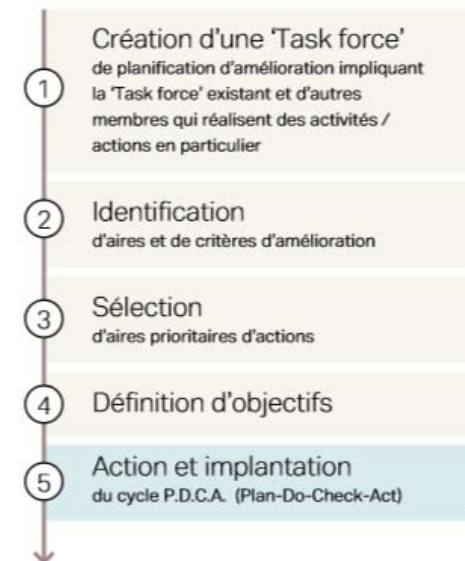 1
Création d'une 'Task force'
de planification d'amélioration impliquant
la 'Task force' existant et d'autres
membres qui réalisent des activités /
actions en particulier
2
Identification
d'aires et de critères d'amélioration
3
Sélection
d'aires prioritaires d'actions
4
Définition d'objectifs
5
Action et implantation
du cycle P.D.C.A. (Plan-Do-Check-Act)